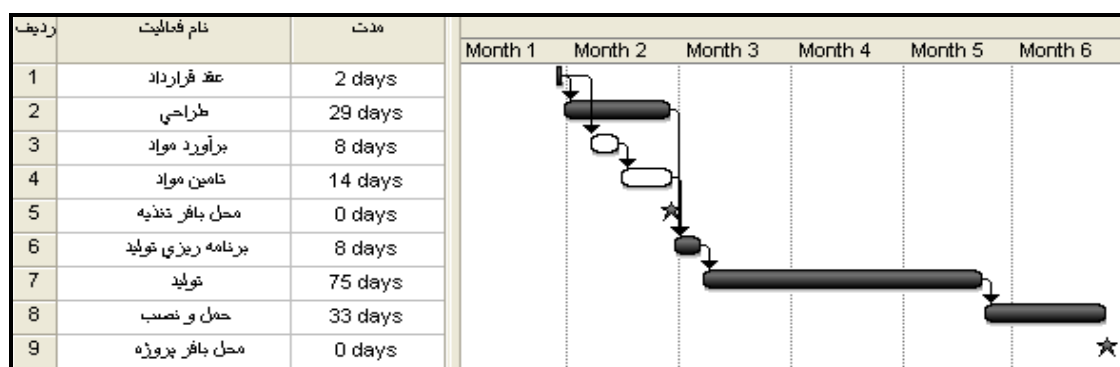 ردیف نام فعالیت مدت
Month 1 Month 2 Month 3 Month 4 Month 5 Month 6
1 عقد قرارداد 2 days
2 طراحي 29 days
3 برآورد مواد 8 days
4 تامین مواد 14 days
5 محل بافر تغذیه 0 days
6 برنامه ریزي تولید 8 days
7 تولید 75 days
8 حمل و نصب 33 days
9 محل بافر پروژه 0 days